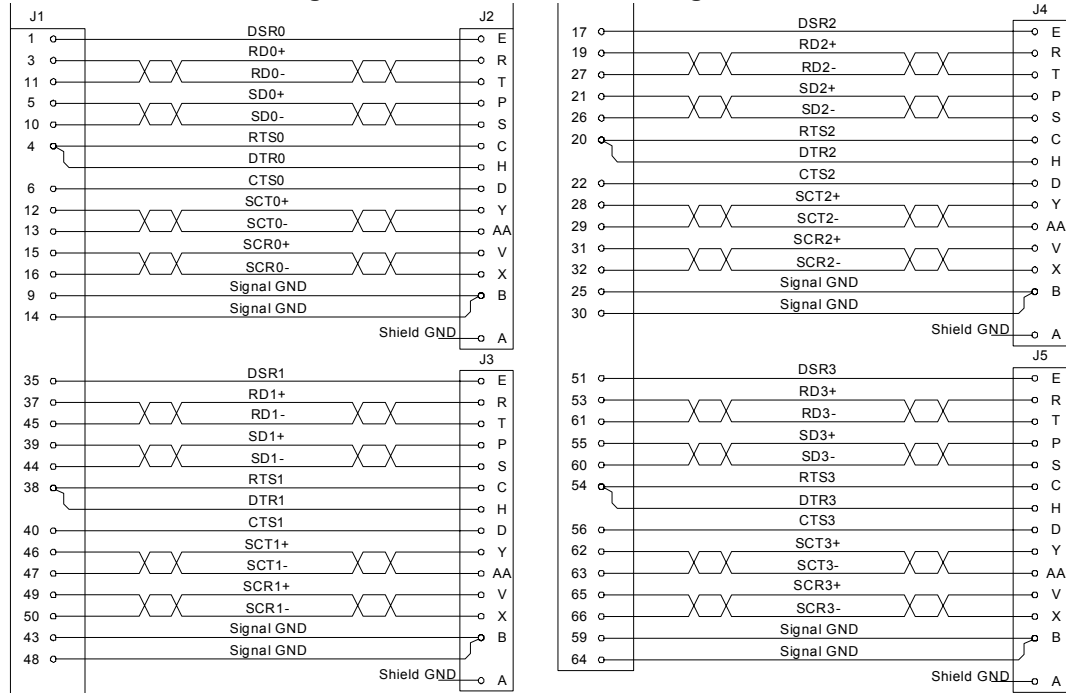 J1 J2
1 DSR0 E
3 RD0+ R
11 RD0- T
5 SD0+ P
10 SD0- S
4 RTS0 C
DTR0 H
6 CTS0 D
12 SCT0+ Y
13 SCT0- AA
15 SCR0+ V
16 SCR0- X
9 Signal GND B
14 Signal GND
Shield GND A
J3
35 DSR1 E
37 RD1+ R
45 RD1- T
39 SD1+ P
44 SD1- S
38 RTS1 C
DTR1 H
40 CTS1 D
46 SCT1+ Y
47 SCT1- AA
49 SCR1+ V
50 SCR1- X
43 Signal GND B
48 Signal GND
Shield GND A
J4
17 DSR2 E
19 RD2+ R
27 RD2- T
21 SD2+ P
26 SD2- S
20 RTS2 C
DTR2 H
22 CTS2 D
28 SCT2+ Y
29 SCT2- AA
31 SCR2+ V
32 SCR2- X
25 Signal GND B
30 Signal GND
Shield GND A
J5
51 DSR3 E
53 RD3+ R
61 RD3- T
55 SD3+ P
60 SD3- S
54 RTS3 C
DTR3 H
56 CTS3 D
62 SCT3+ Y
63 SCT3- AA
65 SCR3+ V
66 SCR3- X
59 Signal GND B
64 Signal GND
Shield GND A